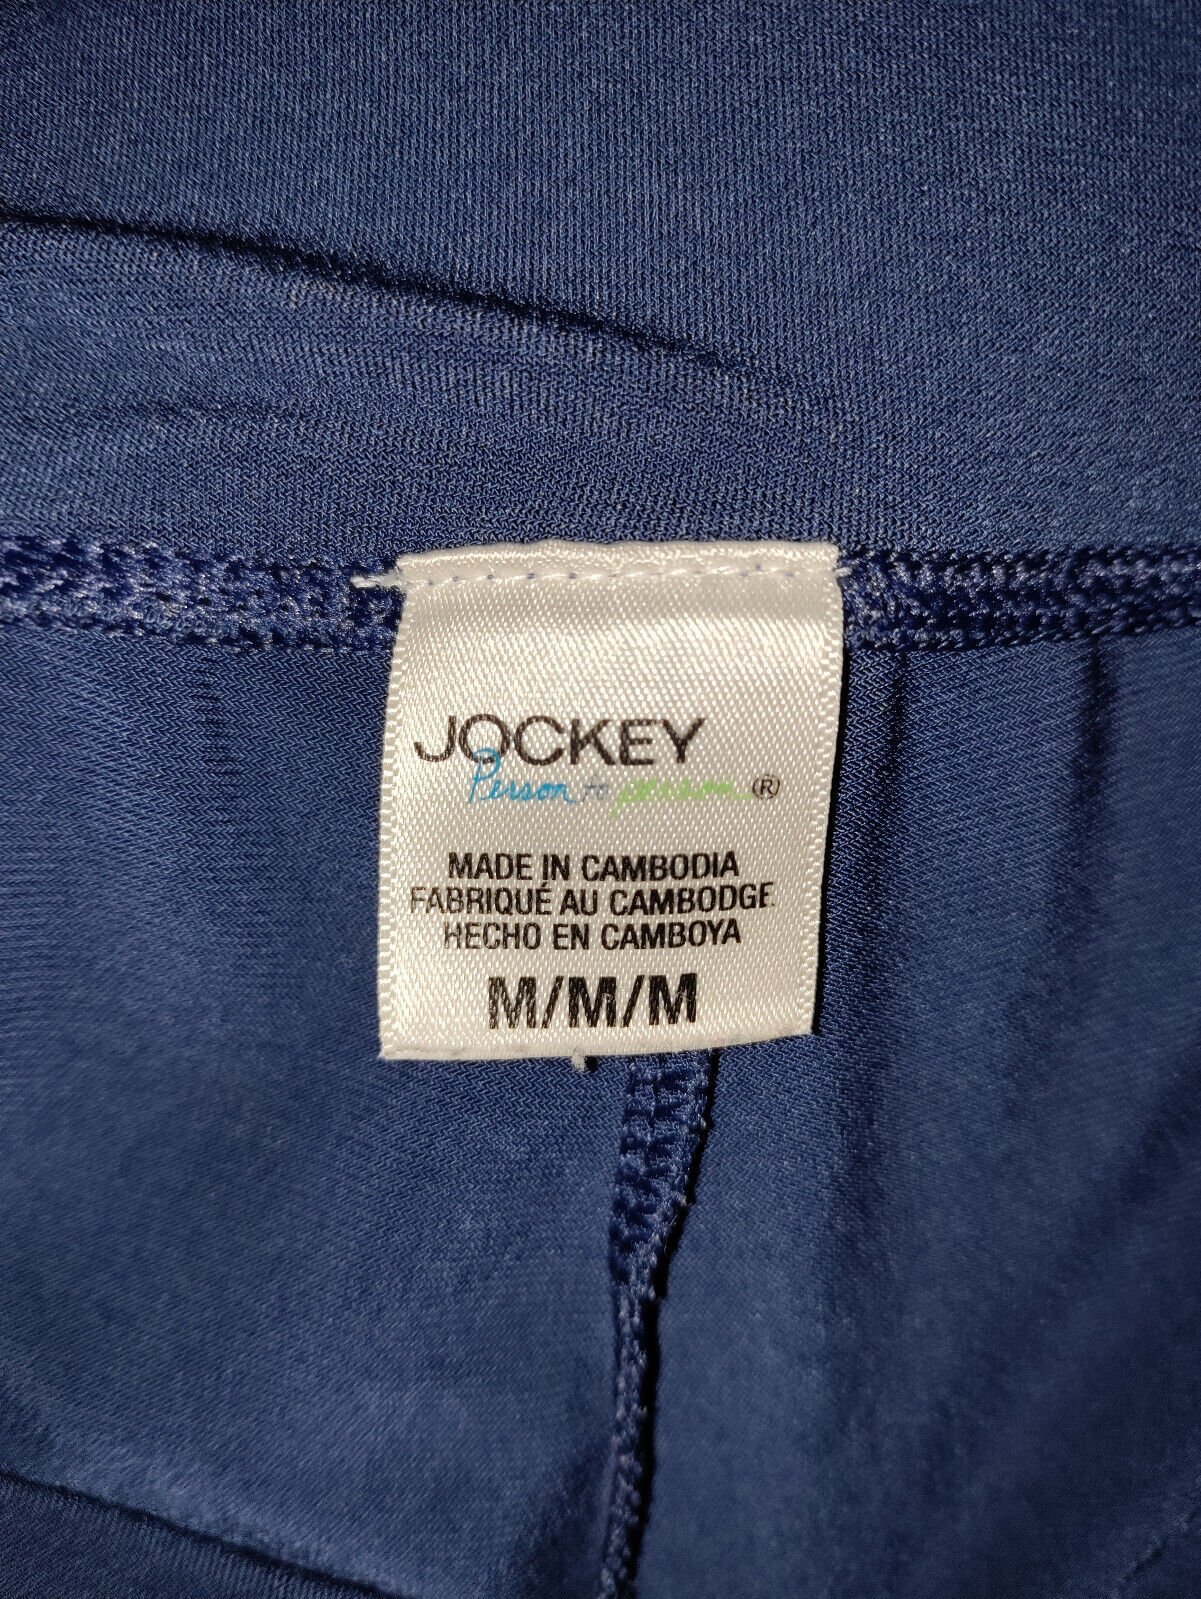 JOCKEY
Person to person®
MADE IN CAMBODIA
FABRIQUÉ AU CAMBODGE
HECHO EN CAMBOYA
M/M/M